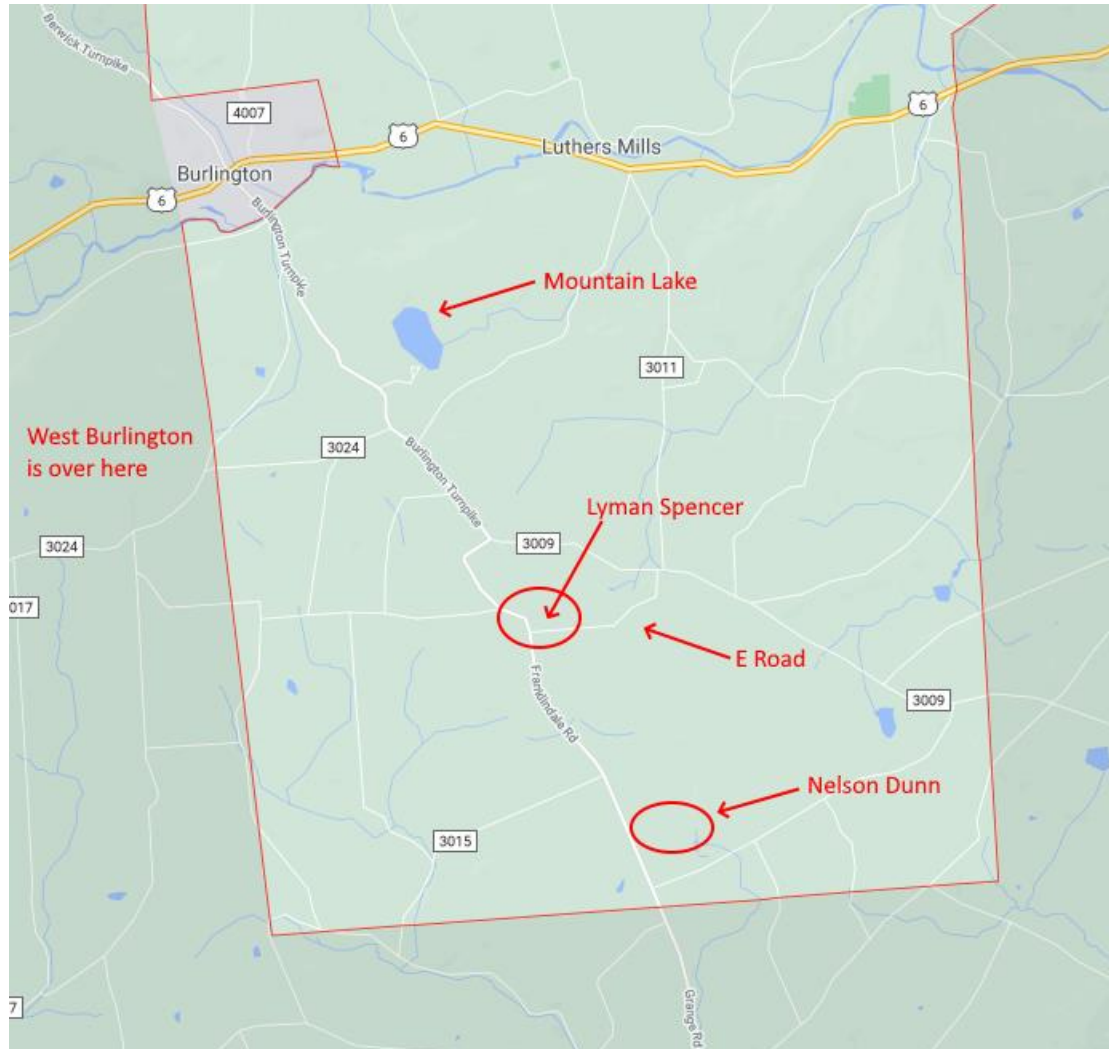 Berwick Turnpike
4007
6
6
Luthers Mills
Burlington
6
Burlington Turnpike
Mountain Lake
3011
West Burlington
is over here
3024
Burlington Turnpike
Lyman Spencer
3024
3009
017
E Road
Franklindale Rd
3009
Nelson Dunn
3015
Grange Rd
7